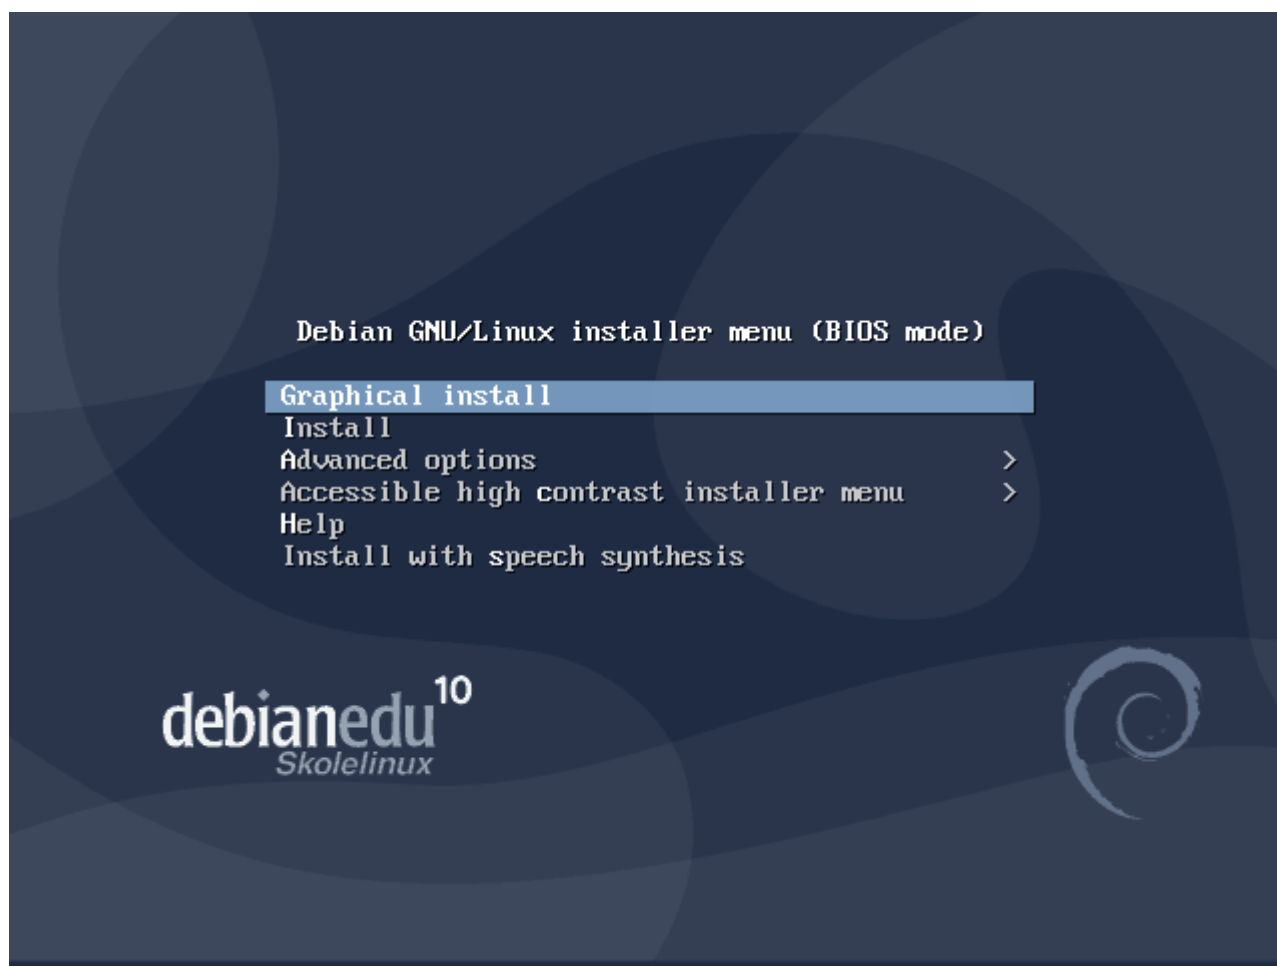 Debian GNU/Linux installer menu (BIOS mode)
Graphical install
Install
Advanced options >
Accessible high contrast installer menu >
Help
Install with speech synthesis
debianedu 10
Skolelinux